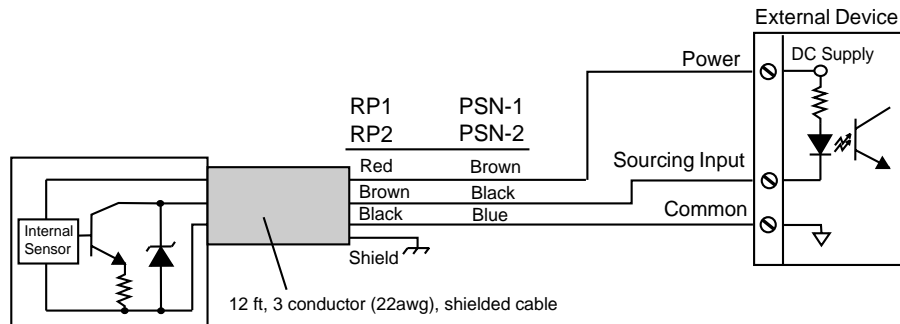 External Device
Power
DC Supply
RP1 PSN-1
RP2 PSN-2
Red Brown
Sourcing Input
Brown Black
Black Blue
Common
Internal
Sensor
Shield
12 ft, 3 conductor (22awg), shielded cable